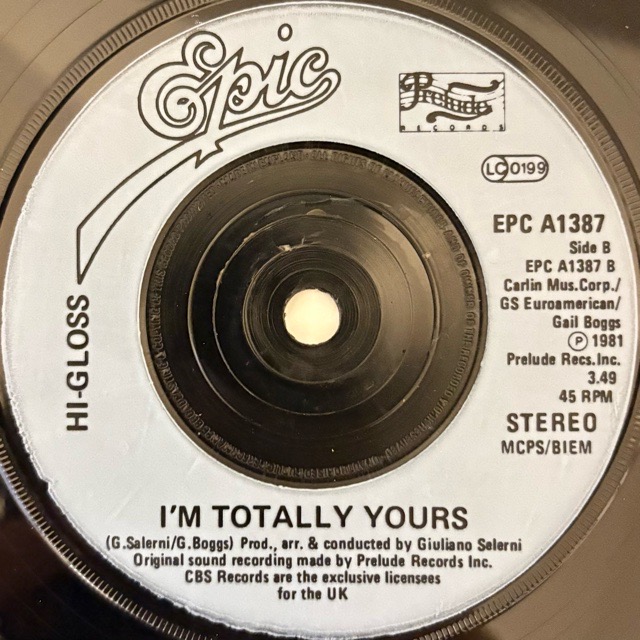 Epic
Prelude
RECORDS
LC 0199
EPC A1387
Side B
EPC A1387 B
Carlin Mus.Corp./
GS Euroamerican/
Gail Boggs
Ⓟ 1981
Prelude Recs.Inc.
3.49
45 RPM
STEREO
MCPS/BIEM
HI-GLOSS
I'M TOTALLY YOURS
(G.Salerni/G.Boggs) Prod., arr. & conducted by Giuliano Salerni
Original sound recording made by Prelude Records Inc.
CBS Records are the exclusive licensees
for the UK